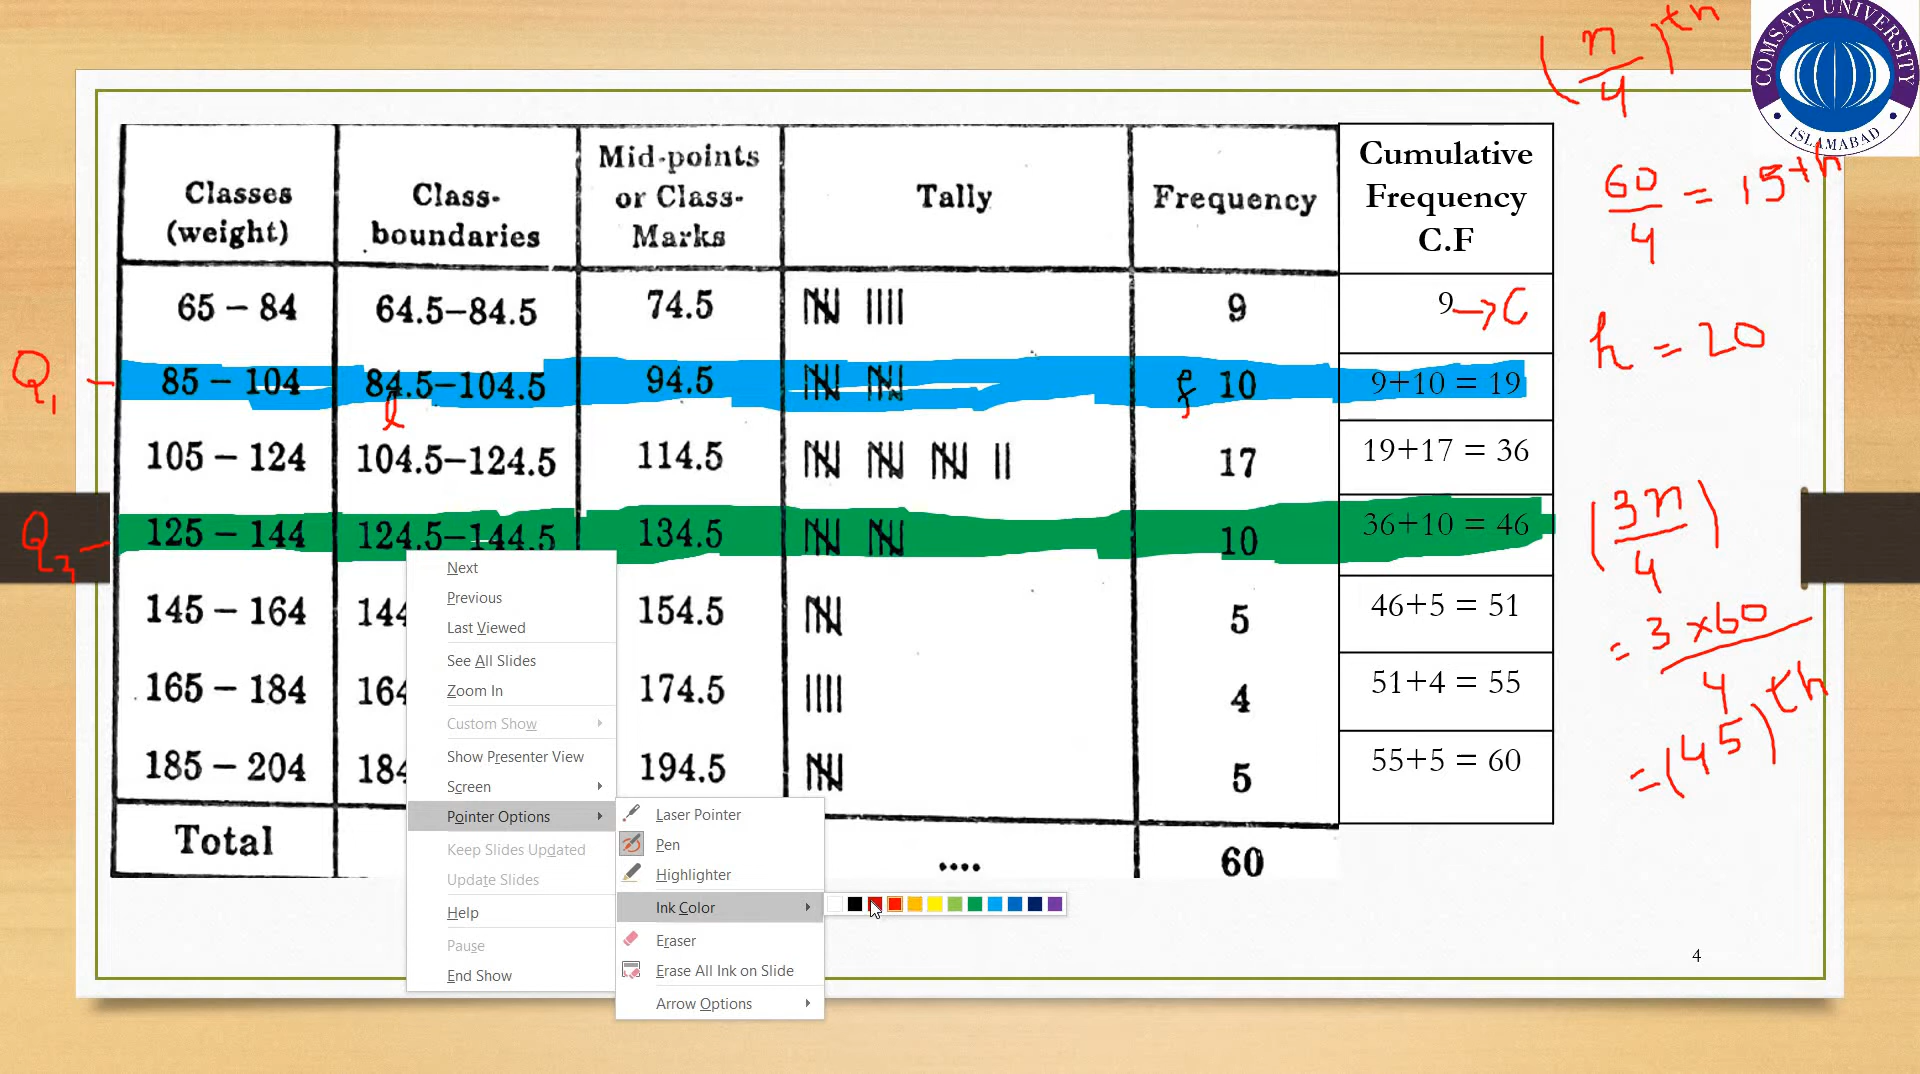 (n/4)th
COMSATS UNIVERSITY
ISLAMABAD
Classes (weight) Class-boundaries Mid-points or Class-Marks Tally Frequency Cumulative Frequency C.F
60/4 = 15th
65 – 84 64.5–84.5 74.5 9 9 → C
h = 20
Q1 85 – 104 84.5–104.5 94.5 f 10 9+10 = 19
l
105 – 124 104.5–124.5 114.5 17 19+17 = 36
Q3 125 – 144 124.5–144.5 134.5 10 36+10 = 46
(3n/4)
145 – 164 144 154.5 5 46+5 = 51
= 3×60/4
165 – 184 164 174.5 4 51+4 = 55
= (45)th
185 – 204 184 194.5 5 55+5 = 60
Total .... 60
Next
Previous
Last Viewed
See All Slides
Zoom In
Custom Show
Show Presenter View
Screen
Pointer Options
Keep Slides Updated
Update Slides
Help
Pause
End Show
Laser Pointer
Pen
Highlighter
Ink Color
Eraser
Erase All Ink on Slide
Arrow Options
4